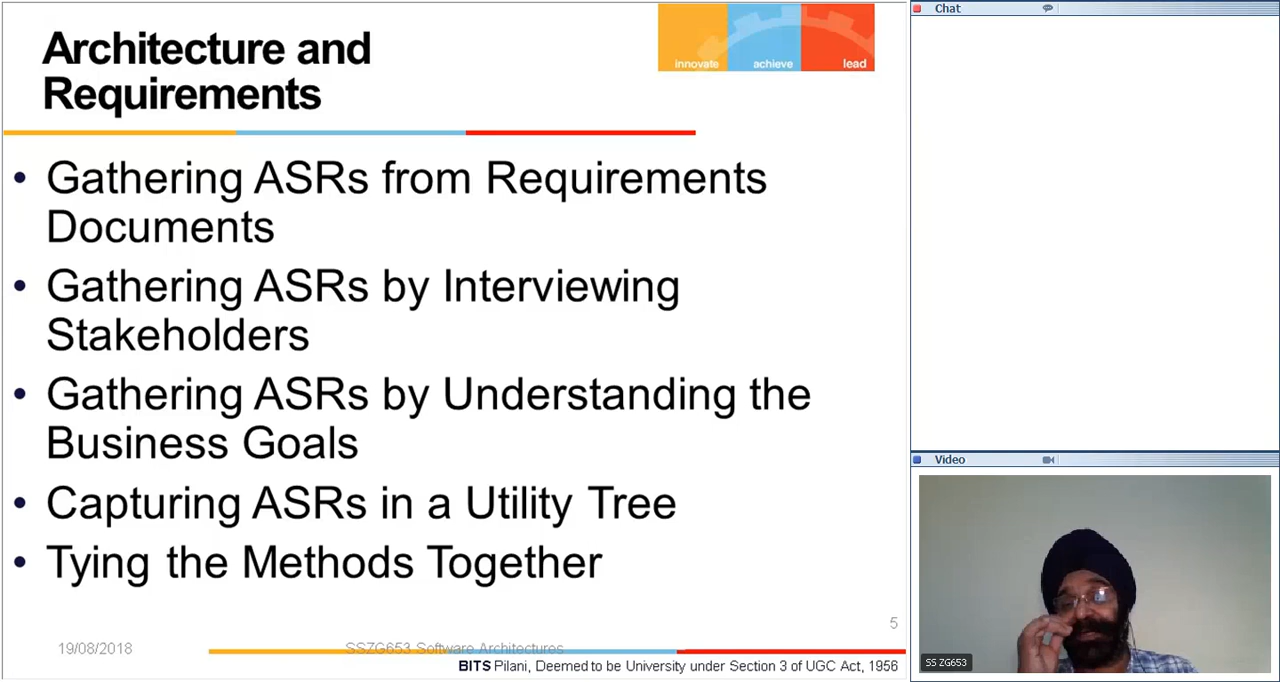 Architecture and
Requirements
innovate achieve lead
• Gathering ASRs from Requirements
Documents
• Gathering ASRs by Interviewing
Stakeholders
• Gathering ASRs by Understanding the
Business Goals
• Capturing ASRs in a Utility Tree
• Tying the Methods Together
5
19/08/2018
SSZG653 Software Architectures
BITS Pilani, Deemed to be University under Section 3 of UGC Act, 1956
Chat
Video
SS ZG653